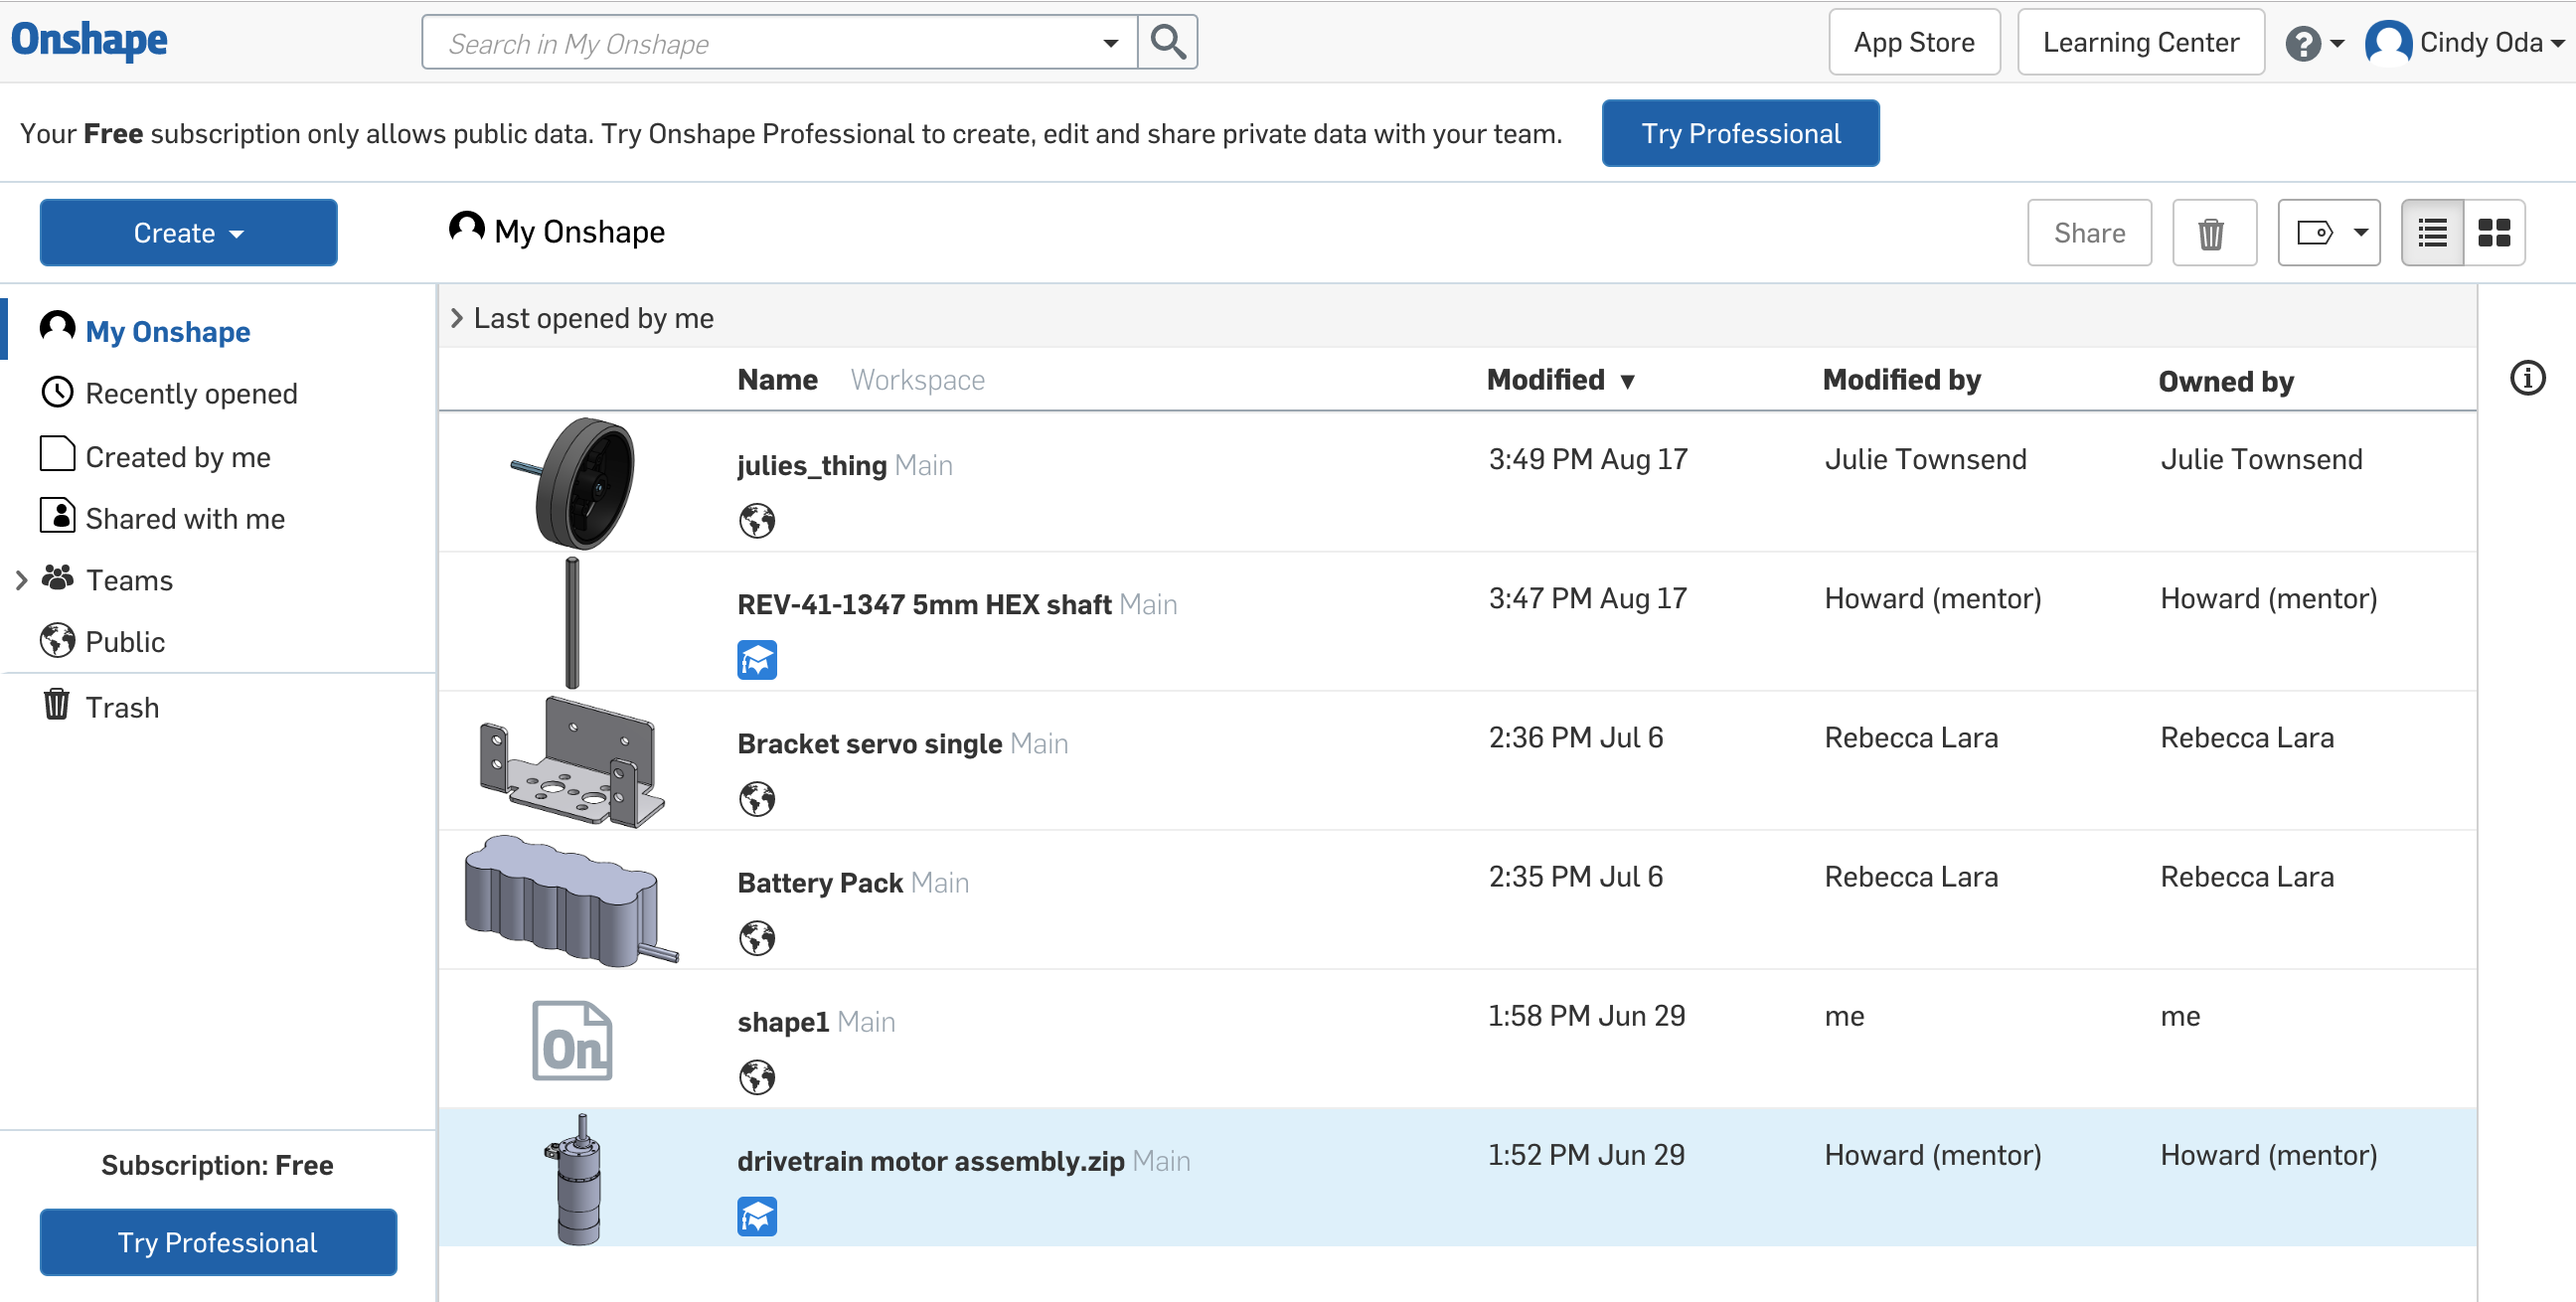 Onshape
Search in My Onshape
App Store
Learning Center
?
Cindy Oda
Your Free subscription only allows public data. Try Onshape Professional to create, edit and share private data with your team.
Try Professional
Create
My Onshape
Share
My Onshape
Recently opened
Created by me
Shared with me
Teams
Public
Trash
Subscription: Free
Try Professional
Last opened by me
Name Workspace Modified ▼ Modified by Owned by
julies_thing Main 3:49 PM Aug 17 Julie Townsend Julie Townsend
REV-41-1347 5mm HEX shaft Main 3:47 PM Aug 17 Howard (mentor) Howard (mentor)
Bracket servo single Main 2:36 PM Jul 6 Rebecca Lara Rebecca Lara
Battery Pack Main 2:35 PM Jul 6 Rebecca Lara Rebecca Lara
On
shape1 Main 1:58 PM Jun 29 me me
drivetrain motor assembly.zip Main 1:52 PM Jun 29 Howard (mentor) Howard (mentor)